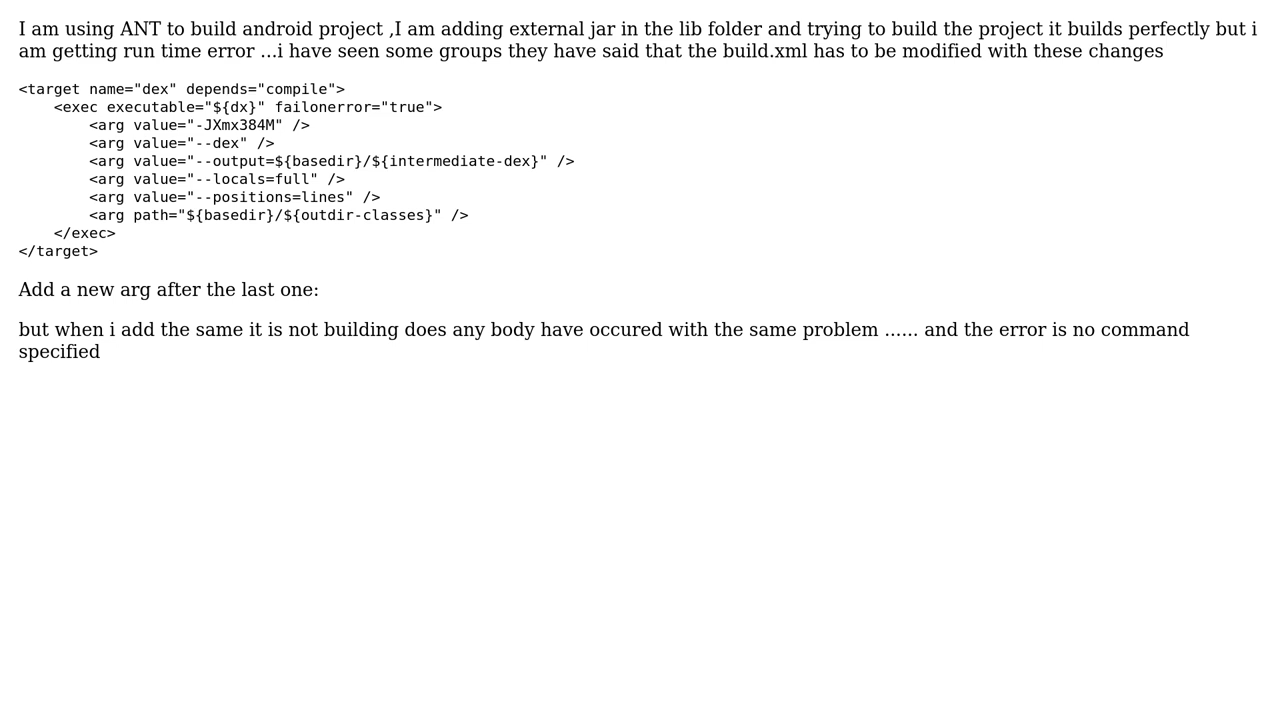 I am using ANT to build android project ,I am adding external jar in the lib folder and trying to build the project it builds perfectly but i
am getting run time error ...i have seen some groups they have said that the build.xml has to be modified with these changes
<target name="dex" depends="compile">
    <exec executable="${dx}" failonerror="true">
        <arg value="-JXmx384M" />
        <arg value="--dex" />
        <arg value="--output=${basedir}/${intermediate-dex}" />
        <arg value="--locals=full" />
        <arg value="--positions=lines" />
        <arg path="${basedir}/${outdir-classes}" />
    </exec>
</target>
Add a new arg after the last one:
but when i add the same it is not building does any body have occured with the same problem ...... and the error is no command
specified